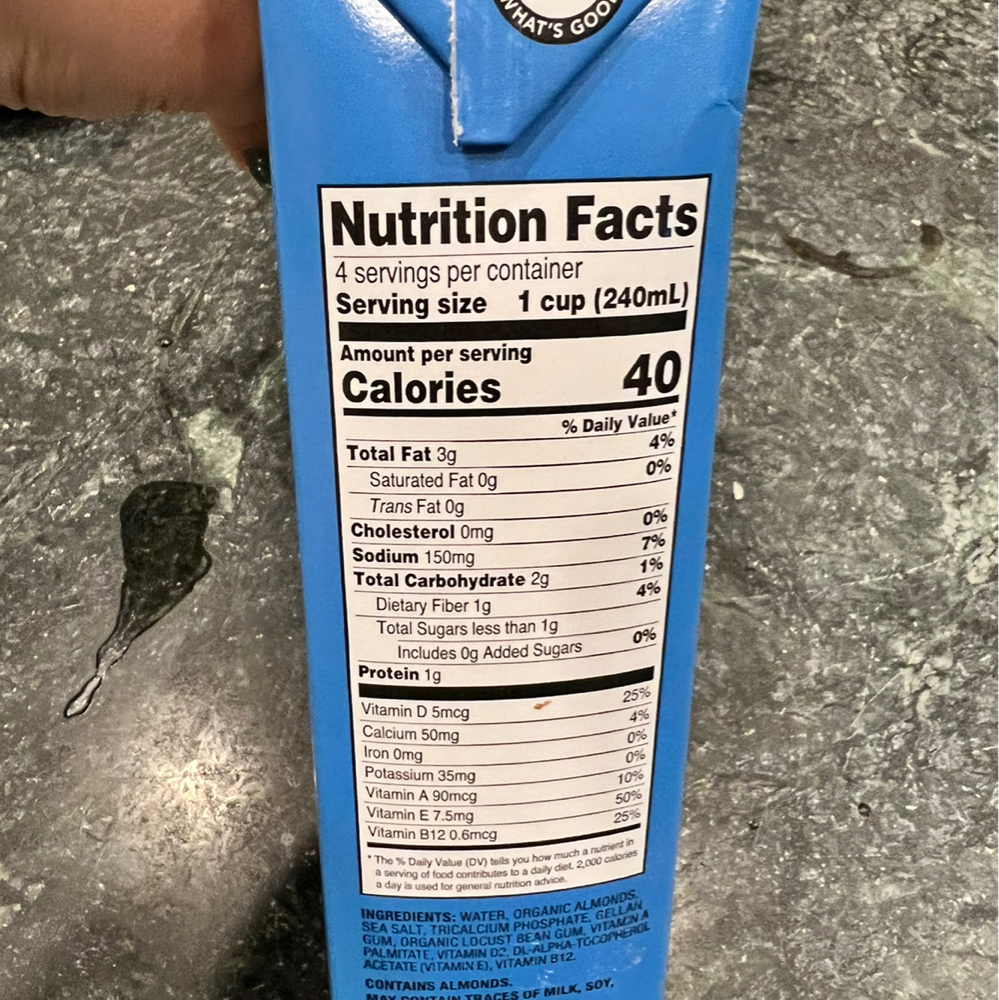 WHAT'S GOOD
Nutrition Facts
4 servings per container
Serving size 1 cup (240mL)
Amount per serving
Calories 40
% Daily Value*
Total Fat 3g 4%
Saturated Fat 0g 0%
Trans Fat 0g
Cholesterol 0mg 0%
Sodium 150mg 7%
Total Carbohydrate 2g 1%
Dietary Fiber 1g 4%
Total Sugars less than 1g
Includes 0g Added Sugars 0%
Protein 1g
Vitamin D 5mcg 25%
Calcium 50mg 4%
Iron 0mg 0%
Potassium 35mg 0%
Vitamin A 90mcg 10%
Vitamin E 7.5mg 50%
Vitamin B12 0.6mcg 25%
* The % Daily Value (DV) tells you how much a nutrient in
a serving of food contributes to a daily diet. 2,000 calories
a day is used for general nutrition advice.
INGREDIENTS: WATER, ORGANIC ALMONDS,
SEA SALT, TRICALCIUM PHOSPHATE, GELLAN
GUM, ORGANIC LOCUST BEAN GUM, VITAMIN A
PALMITATE, VITAMIN D2, DL-ALPHA-TOCOPHEROL
ACETATE (VITAMIN E), VITAMIN B12.
CONTAINS ALMONDS.
MAY CONTAIN TRACES OF MILK, SOY,